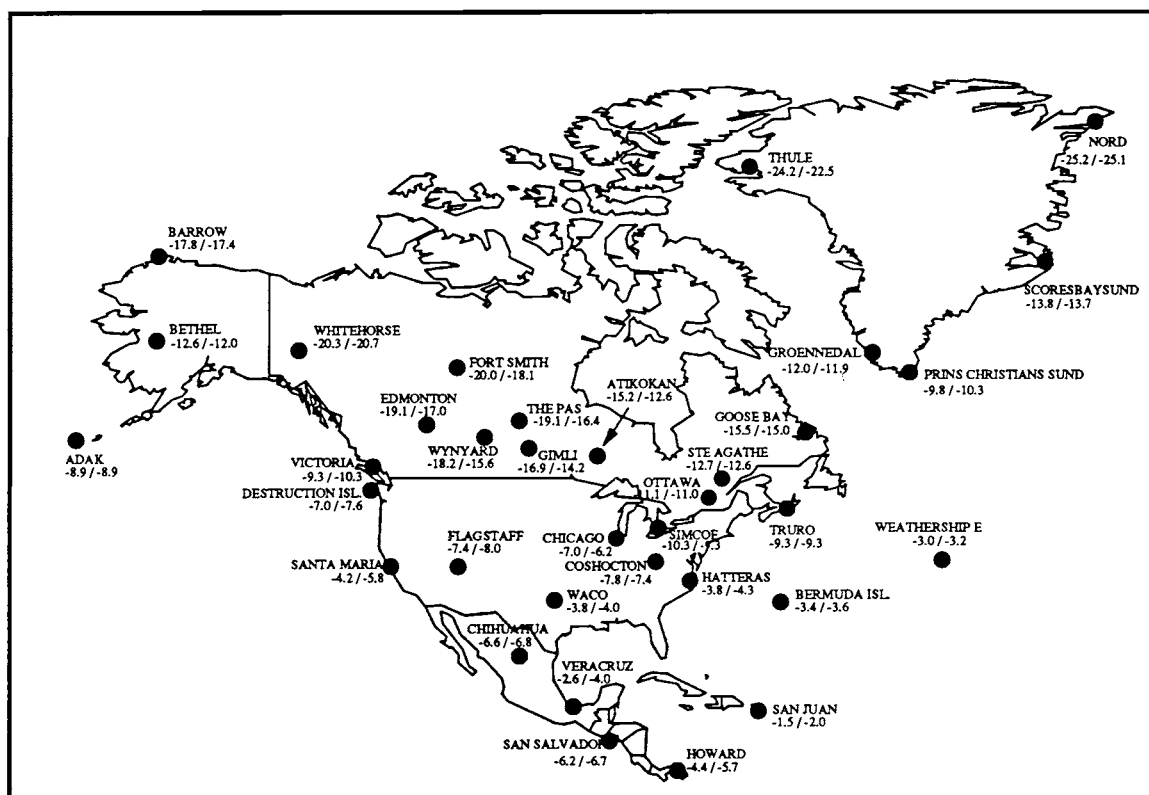 NORD
-25.2 / -25.1
THULE
-24.2 / -22.5
BARROW
-17.8 / -17.4
SCORESBAYSUND
-13.8 / -13.7
BETHEL
-12.6 / -12.0
WHITEHORSE
-20.3 / -20.7
GROENNEDAL
-12.0 / -11.9
FORT SMITH
-20.0 / -18.1
PRINS CHRISTIANS SUND
-9.8 / -10.3
ATIKOKAN
-15.2 / -12.6
EDMONTON
-19.1 / -17.0
THE PAS
-19.1 / -16.4
GOOSE BAY
-15.5 / -15.0
ADAK
-8.9 / -8.9
WYNYARD
-18.2 / -15.6
GIMLI
-16.9 / -14.2
STE AGATHE
-12.7 / -12.6
VICTORIA
-9.3 / -10.3
OTTAWA
-11.1 / -11.0
DESTRUCTION ISL.
-7.0 / -7.6
TRURO
-9.3 / -9.3
WEATHERSHIP E
-3.0 / -3.2
FLAGSTAFF
-7.4 / -8.0
CHICAGO
-7.0 / -6.2
SIMCOE
-10.3 / -9.3
SANTA MARIA
-4.2 / -5.8
COSHOCTON
-7.8 / -7.4
HATTERAS
-3.8 / -4.3
BERMUDA ISL.
-3.4 / -3.6
WACO
-3.8 / -4.0
CHIHUAHUA
-6.6 / -6.8
VERACRUZ
-2.6 / -4.0
SAN JUAN
-1.5 / -2.0
SAN SALVADOR
-6.2 / -6.7
HOWARD
-4.4 / -5.7